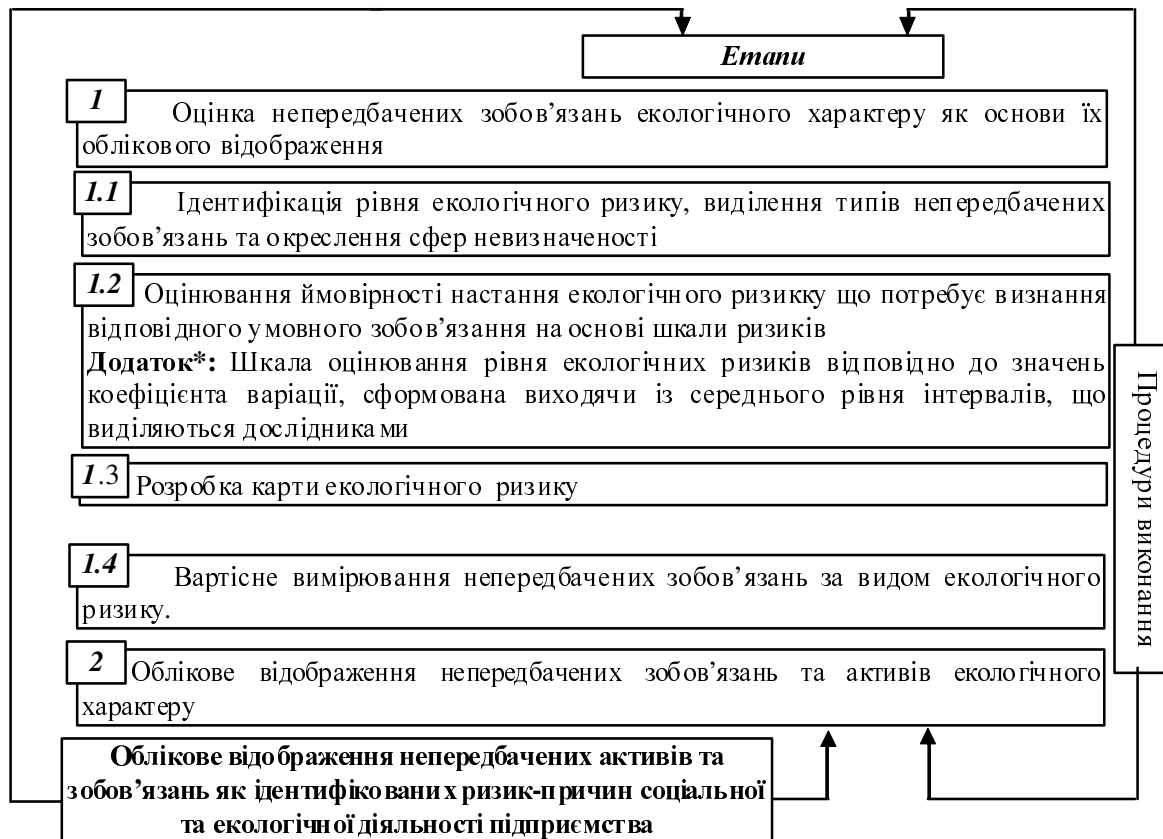 Етапи
1
Оцінка непередбачених зобов’язань екологічного характеру як основи їх
облікового відображення
1.1
Ідентифікація рівня екологічного ризику, виділення типів непередбачених
зобов’язань та окреслення сфер невизначеності
1.2
Оцінювання ймовірності настання екологічного ризикку що потребує визнання
відповідного умовного зобов’язання на основі шкали ризиків
Додаток*: Шкала оцінювання рівня екологічних ризиків відповідно до значень
коефіцієнта варіації, сформована виходячи із середнього рівня інтервалів, що
виділяються дослідниками
1.3
Розробка карти екологічного ризику
1.4
Вартісне вимірювання непередбачених зобов’язань за видом екологічного
ризику.
2
Облікове відображення непередбачених зобов’язань та активів екологічного
характеру
Процедури виконання
Облікове відображення непередбачених активів та
зобов’язань як ідентифікованих ризик-причин соціальної
та екологічної діяльності підприємства